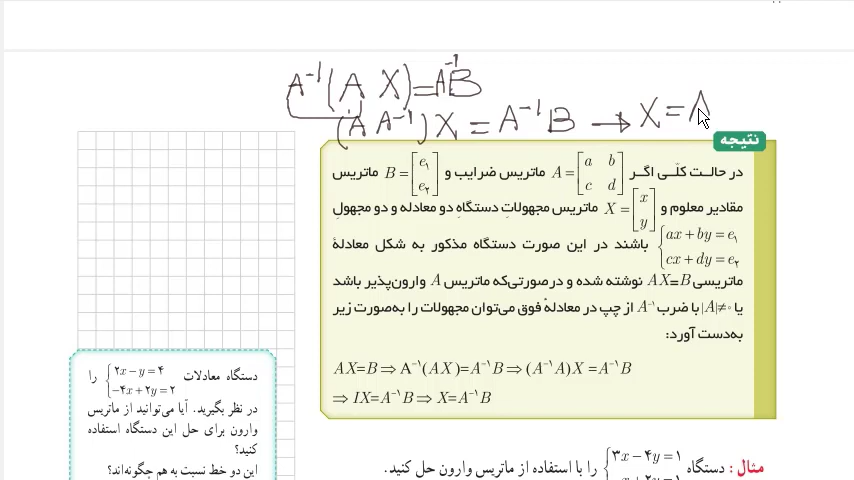 A⁻¹(A X)=A⁻¹B
(A A⁻¹)X = A⁻¹B → X = A
نتیجه
در حالت کلّی اگر A=[a b; c d] ماتریس ضرایب و B=[e₁; e₂] ماتریس
مقادیر معلوم و X=[x; y] ماتریس مجهولاتِ دستگاهِ دو معادله و دو مجهولِ
{ax+by=e₁ cx+dy=e₂ باشند در این صورت دستگاه مذکور به شکل معادلهٔ
ماتریسی AX=B نوشته شده و درصورتی‌که ماتریس A وارون‌پذیر باشد
یا |A|≠۰ با ضرب A⁻¹ از چپ در معادلهٔ فوق می‌توان مجهولات را به‌صورت زیر
به‌دست آورد:
AX=B ⇒ A⁻¹(AX)=A⁻¹B ⇒ (A⁻¹A)X =A⁻¹B
⇒ IX=A⁻¹B ⇒ X=A⁻¹B
دستگاه معادلات {۲x−y=۴ −۴x+۲y=۲ را
در نظر بگیرید. آیا می‌توانید از ماتریس
وارون برای حل این دستگاه استفاده
کنید؟
این دو خط نسبت به هم چگونه‌اند؟
مثال: دستگاه {۳x−۴y=۱ را با استفاده از ماتریس وارون حل کنید.